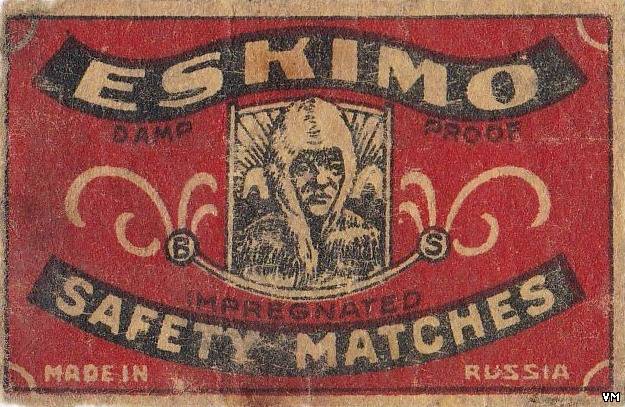 ESKIMO
DAMP PROOF
B S
IMPREGNATED
SAFETY MATCHES
MADE IN RUSSIA
VM